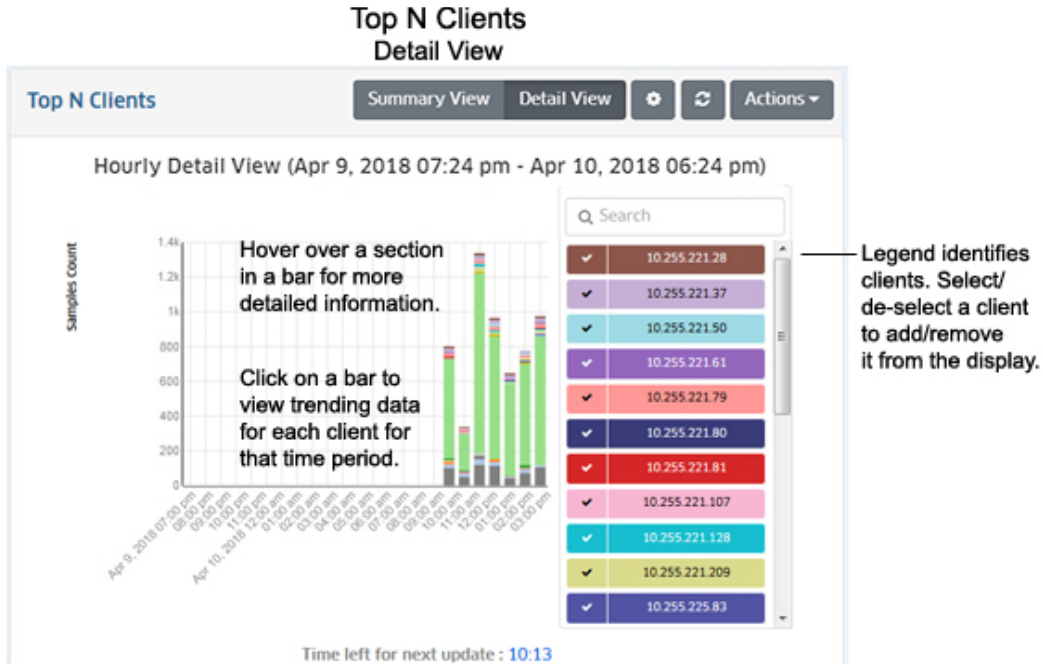 Top N Clients
Detail View
Top N Clients
Summary View
Detail View
Actions
Hourly Detail View (Apr 9, 2018 07:24 pm - Apr 10, 2018 06:24 pm)
Samples Count
1.4k
1.2k
1k
800
600
400
200
0
Hover over a section
in a bar for more
detailed information.
Click on a bar to
view trending data
for each client for
that time period.
Apr 9, 2018 07:00 pm
08:00 pm
09:00 pm
10:00 pm
11:00 pm
Apr 10, 2018 12:00 am
01:00 am
02:00 am
03:00 am
04:00 am
05:00 am
06:00 am
07:00 am
08:00 am
09:00 am
10:00 am
11:00 am
12:00 pm
01:00 pm
02:00 pm
03:00 pm
Search
10.255.221.28
10.255.221.37
10.255.221.50
10.255.221.61
10.255.221.79
10.255.221.80
10.255.221.81
10.255.221.107
10.255.221.128
10.255.221.209
10.255.225.83
Legend identifies
clients. Select/
de-select a client
to add/remove
it from the display.
Time left for next update : 10:13